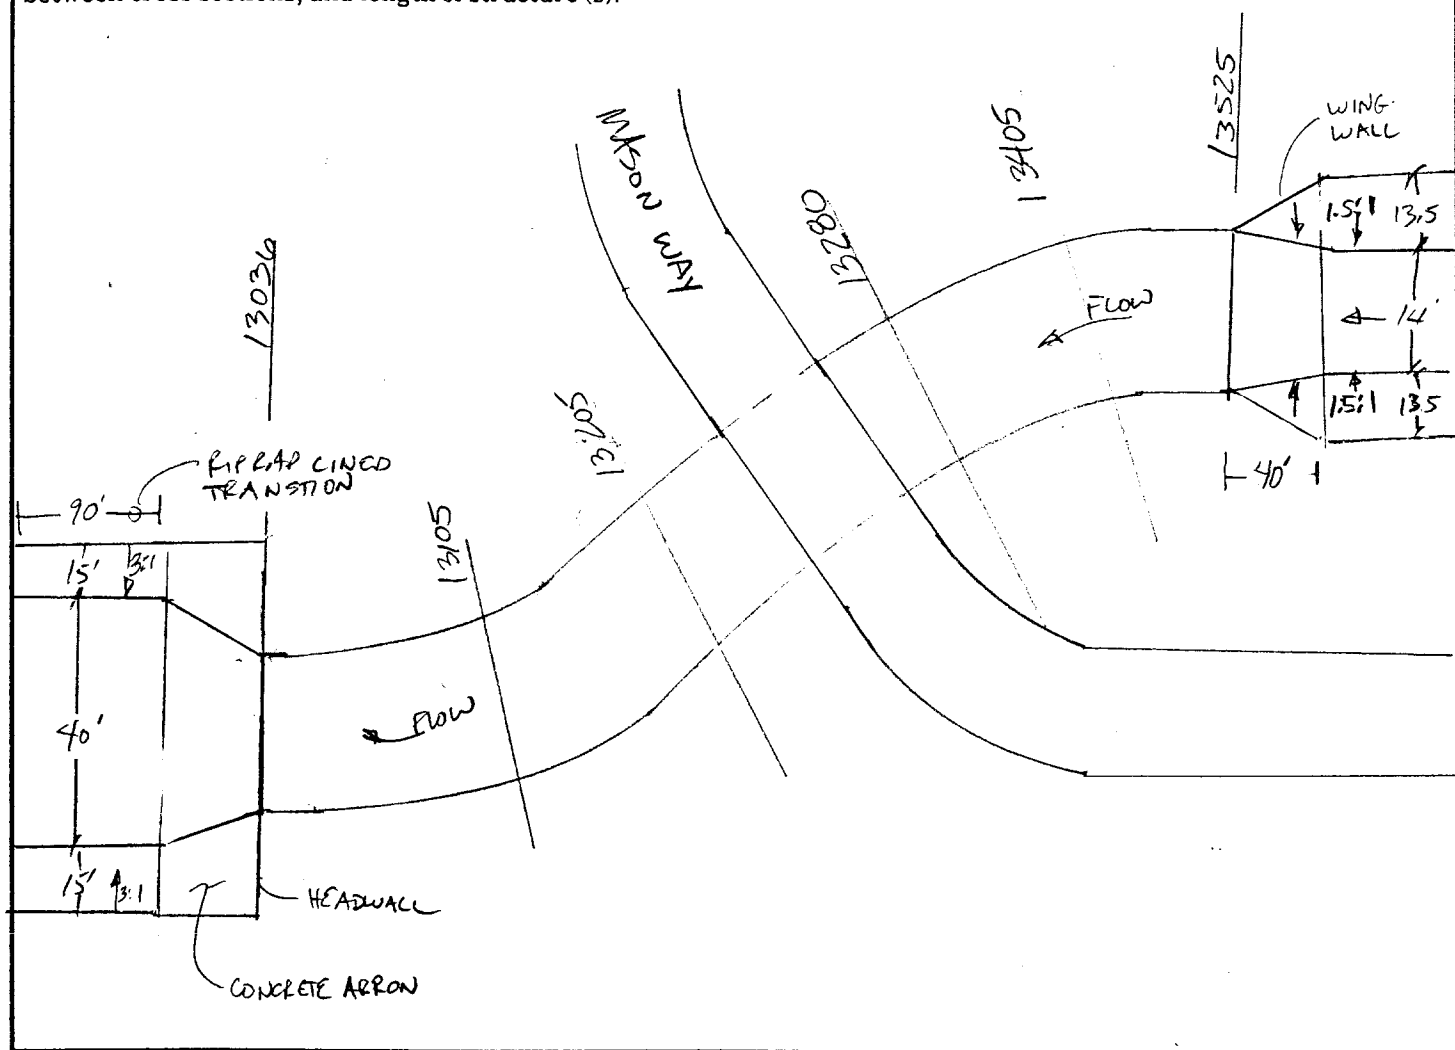 between cross sections, and length of structure (s).
13525
WING-
WALL
13405
MASON WAY
13280
1.5:1
13.5
FLOW
14'
1.5:1
13.5
40'
13036
13205
RIPRAP LINED
TRANSTION
90'
13105
15'
3:1
40'
FLOW
15'
3:1
HEADWALL
CONCRETE APRON